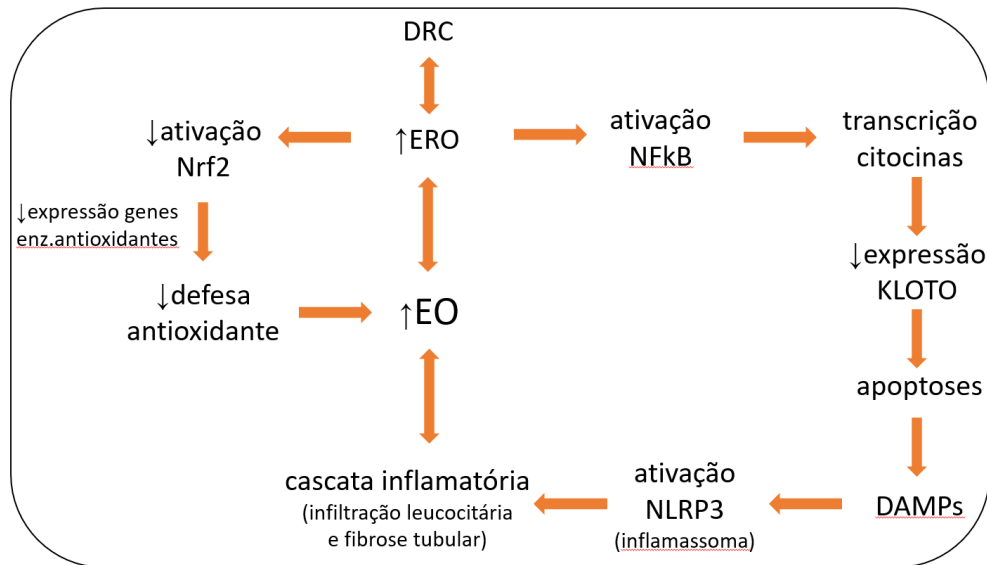 DRC
↓ativação
Nrf2
↑ERO
ativação
NFkB
transcrição
citocinas
↓expressão genes
enz.antioxidantes
↓expressão
KLOTO
↓defesa
antioxidante
↑EO
apoptoses
cascata inflamatória
(infiltração leucocitária
e fibrose tubular)
ativação
NLRP3
(inflamassoma)
DAMPs